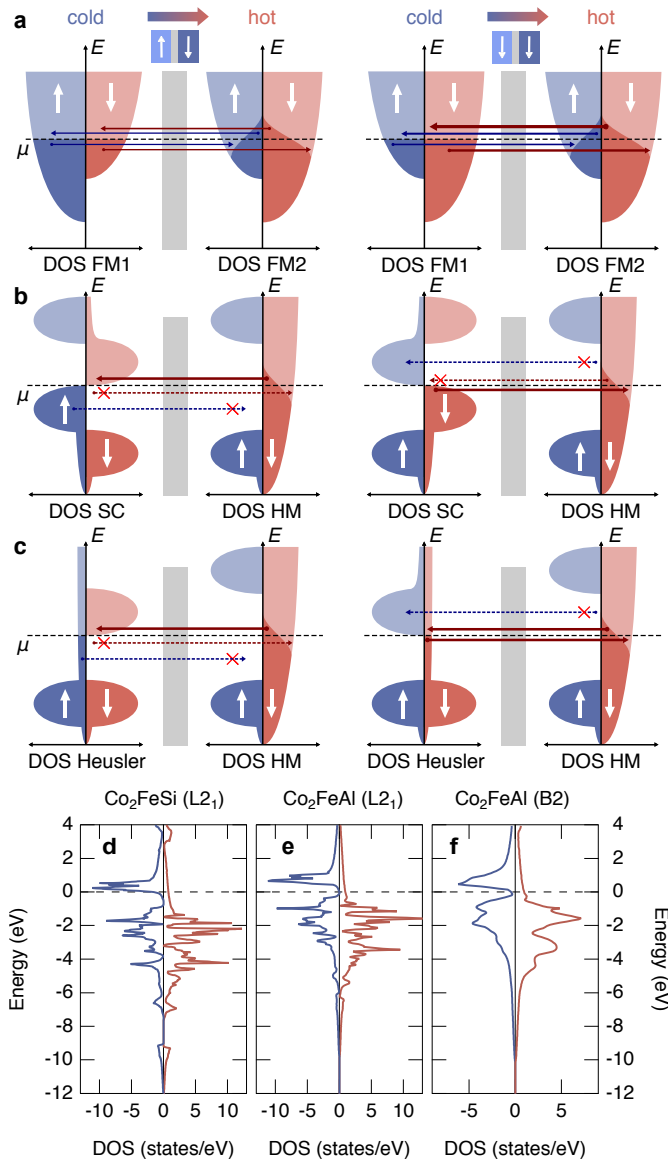 a cold hot cold hot
E E E E
μ
DOS FM1 DOS FM2 DOS FM1 DOS FM2
b E E E E
μ
DOS SC DOS HM DOS SC DOS HM
c E E E E
μ
DOS Heusler DOS HM DOS Heusler DOS HM
Co₂FeSi (L2₁) Co₂FeAl (L2₁) Co₂FeAl (B2)
d e f
4 4
2 2
0 0
-2 -2
-4 -4
-6 -6
-8 -8
-10 -10
-12 -12
Energy (eV) Energy (eV)
-10 -5 0 5 10 -10 -5 0 5 10 -5 0 5
DOS (states/eV) DOS (states/eV) DOS (states/eV)